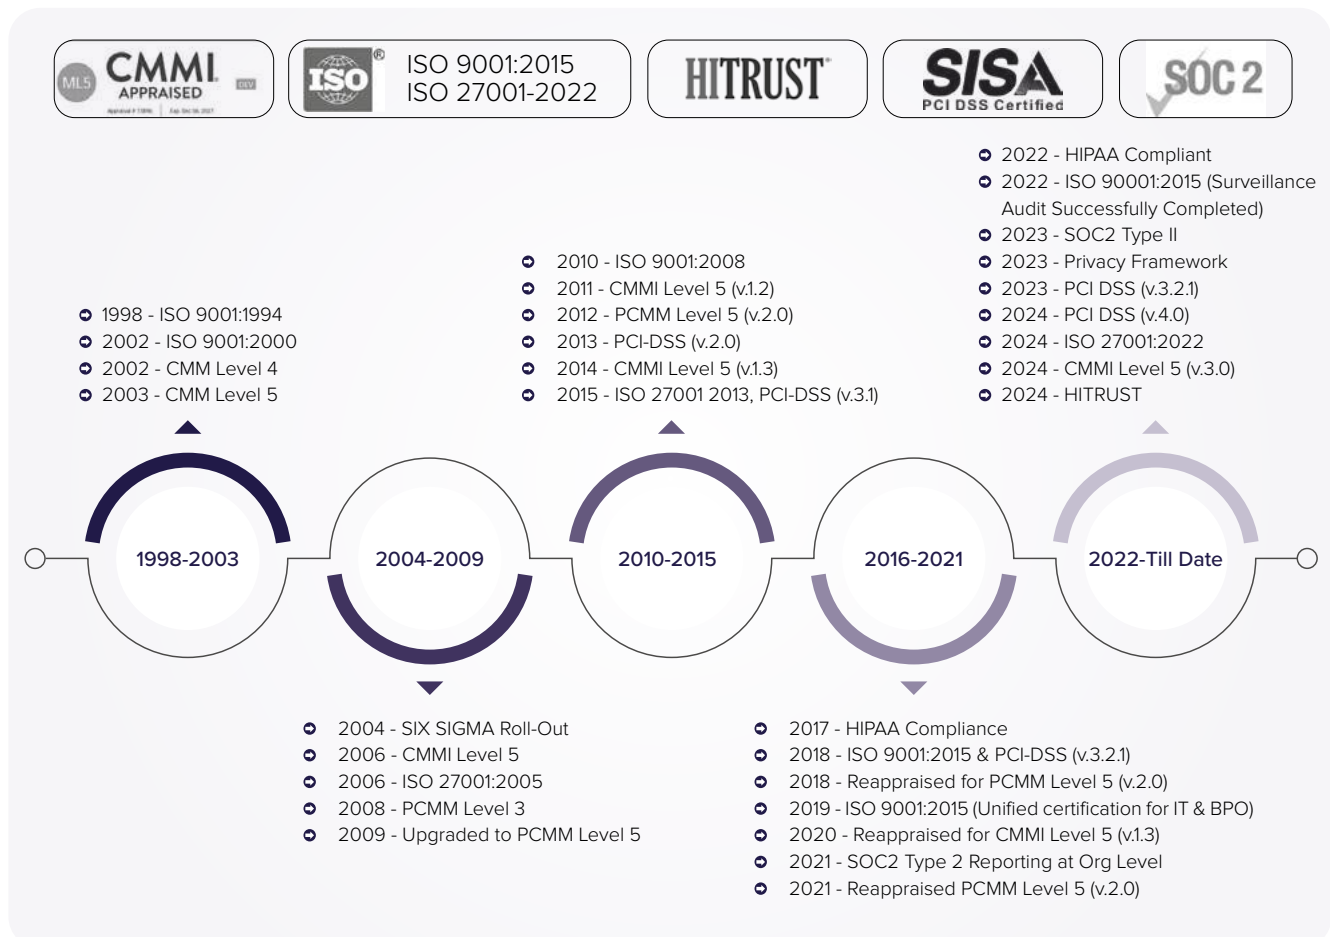 ML5
CMMI
APPRAISED
DEV
ISO
®
ISO 9001:2015
ISO 27001-2022
HITRUST
SISA
PCI DSS Certified
SOC 2
1998 - ISO 9001:1994
2002 - ISO 9001:2000
2002 - CMM Level 4
2003 - CMM Level 5
1998-2003
2004-2009
2004 - SIX SIGMA Roll-Out
2006 - CMMI Level 5
2006 - ISO 27001:2005
2008 - PCMM Level 3
2009 - Upgraded to PCMM Level 5
2010 - ISO 9001:2008
2011 - CMMI Level 5 (v.1.2)
2012 - PCMM Level 5 (v.2.0)
2013 - PCI-DSS (v.2.0)
2014 - CMMI Level 5 (v.1.3)
2015 - ISO 27001 2013, PCI-DSS (v.3.1)
2010-2015
2016-2021
2017 - HIPAA Compliance
2018 - ISO 9001:2015 & PCI-DSS (v.3.2.1)
2018 - Reappraised for PCMM Level 5 (v.2.0)
2019 - ISO 9001:2015 (Unified certification for IT & BPO)
2020 - Reappraised for CMMI Level 5 (v.1.3)
2021 - SOC2 Type 2 Reporting at Org Level
2021 - Reappraised PCMM Level 5 (v.2.0)
2022 - HIPAA Compliant
2022 - ISO 90001:2015 (Surveillance
Audit Successfully Completed)
2023 - SOC2 Type II
2023 - Privacy Framework
2023 - PCI DSS (v.3.2.1)
2024 - PCI DSS (v.4.0)
2024 - ISO 27001:2022
2024 - CMMI Level 5 (v.3.0)
2024 - HITRUST
2022-Till Date